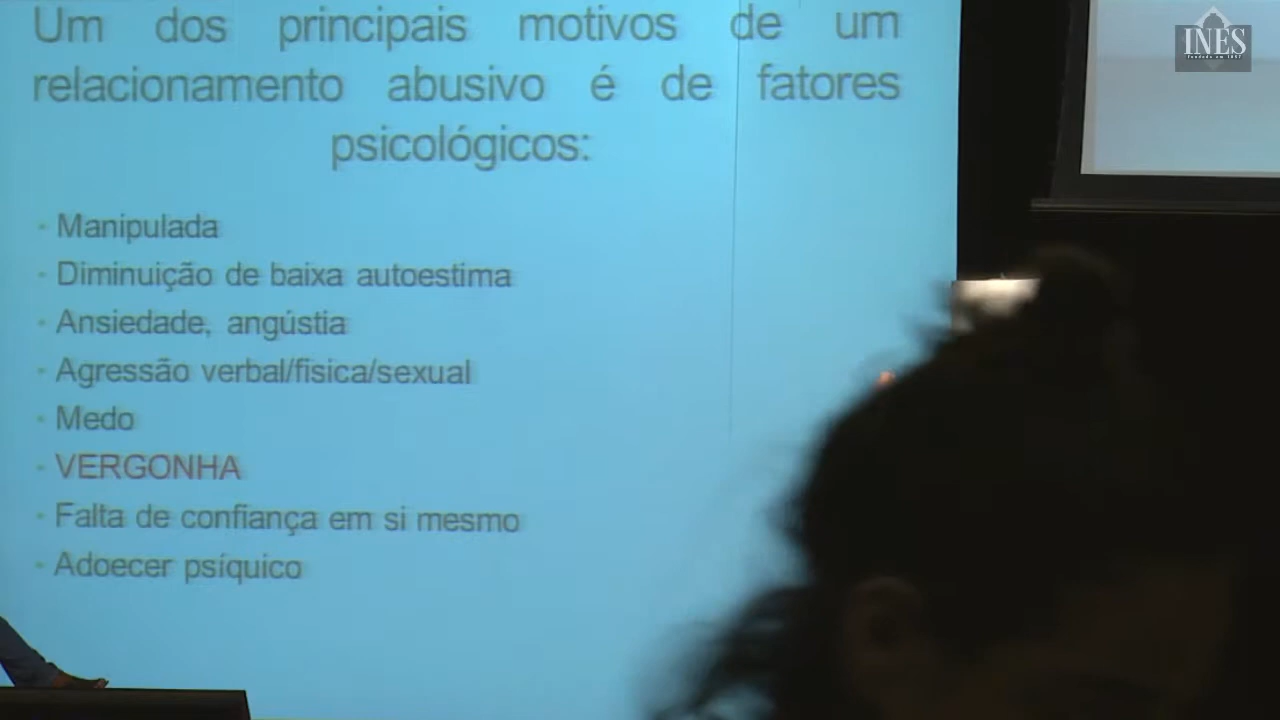 Um dos principais motivos de um
relacionamento abusivo é de fatores
psicológicos:
• Manipulada
• Diminuição de baixa autoestima
• Ansiedade, angústia
• Agressão verbal/fisica/sexual
• Medo
• VERGONHA
• Falta de confiança em si mesmo
• Adoecer psíquico
INES